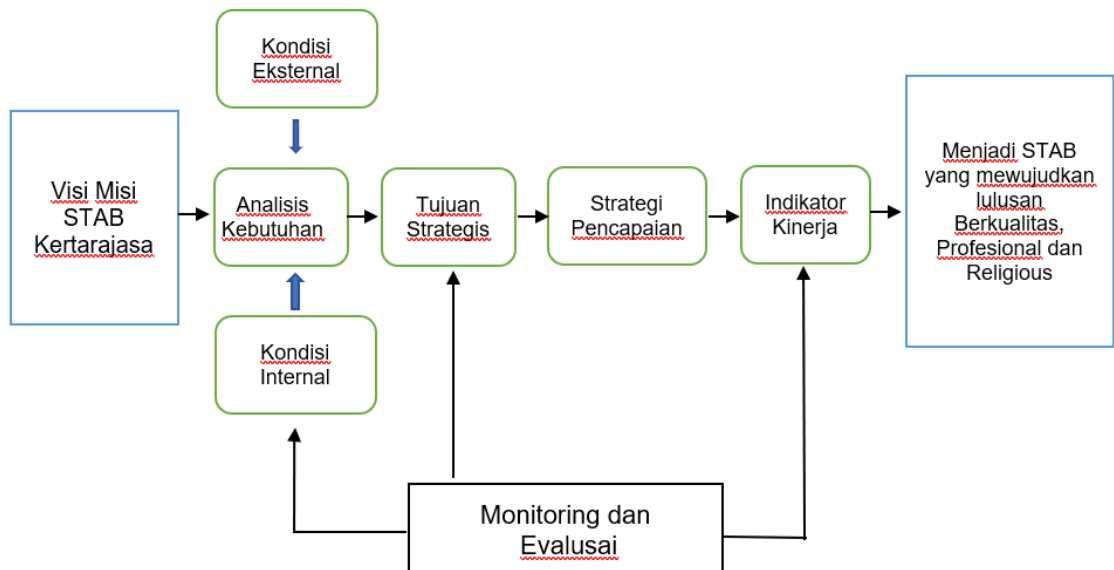 Kondisi
Eksternal
Visi Misi
STAB
Kertarajasa
Analisis
Kebutuhan
Tujuan
Strategis
Strategi
Pencapaian
Indikator
Kinerja
Menjadi STAB
yang mewujudkan
lulusan
Berkualitas,
Profesional dan
Religious
Kondisi
Internal
Monitoring dan
Evalusai